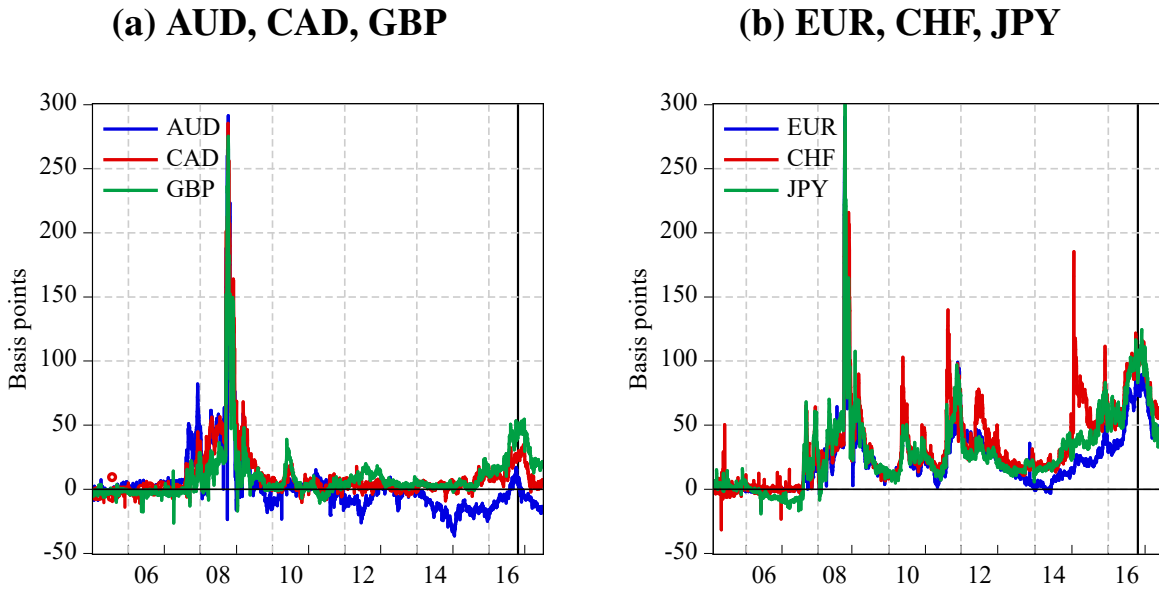 (a) AUD, CAD, GBP
300
250
200
150
100
50
0
-50
Basis points
AUD
CAD
GBP
06 08 10 12 14 16
(b) EUR, CHF, JPY
300
250
200
150
100
50
0
-50
Basis points
EUR
CHF
JPY
06 08 10 12 14 16